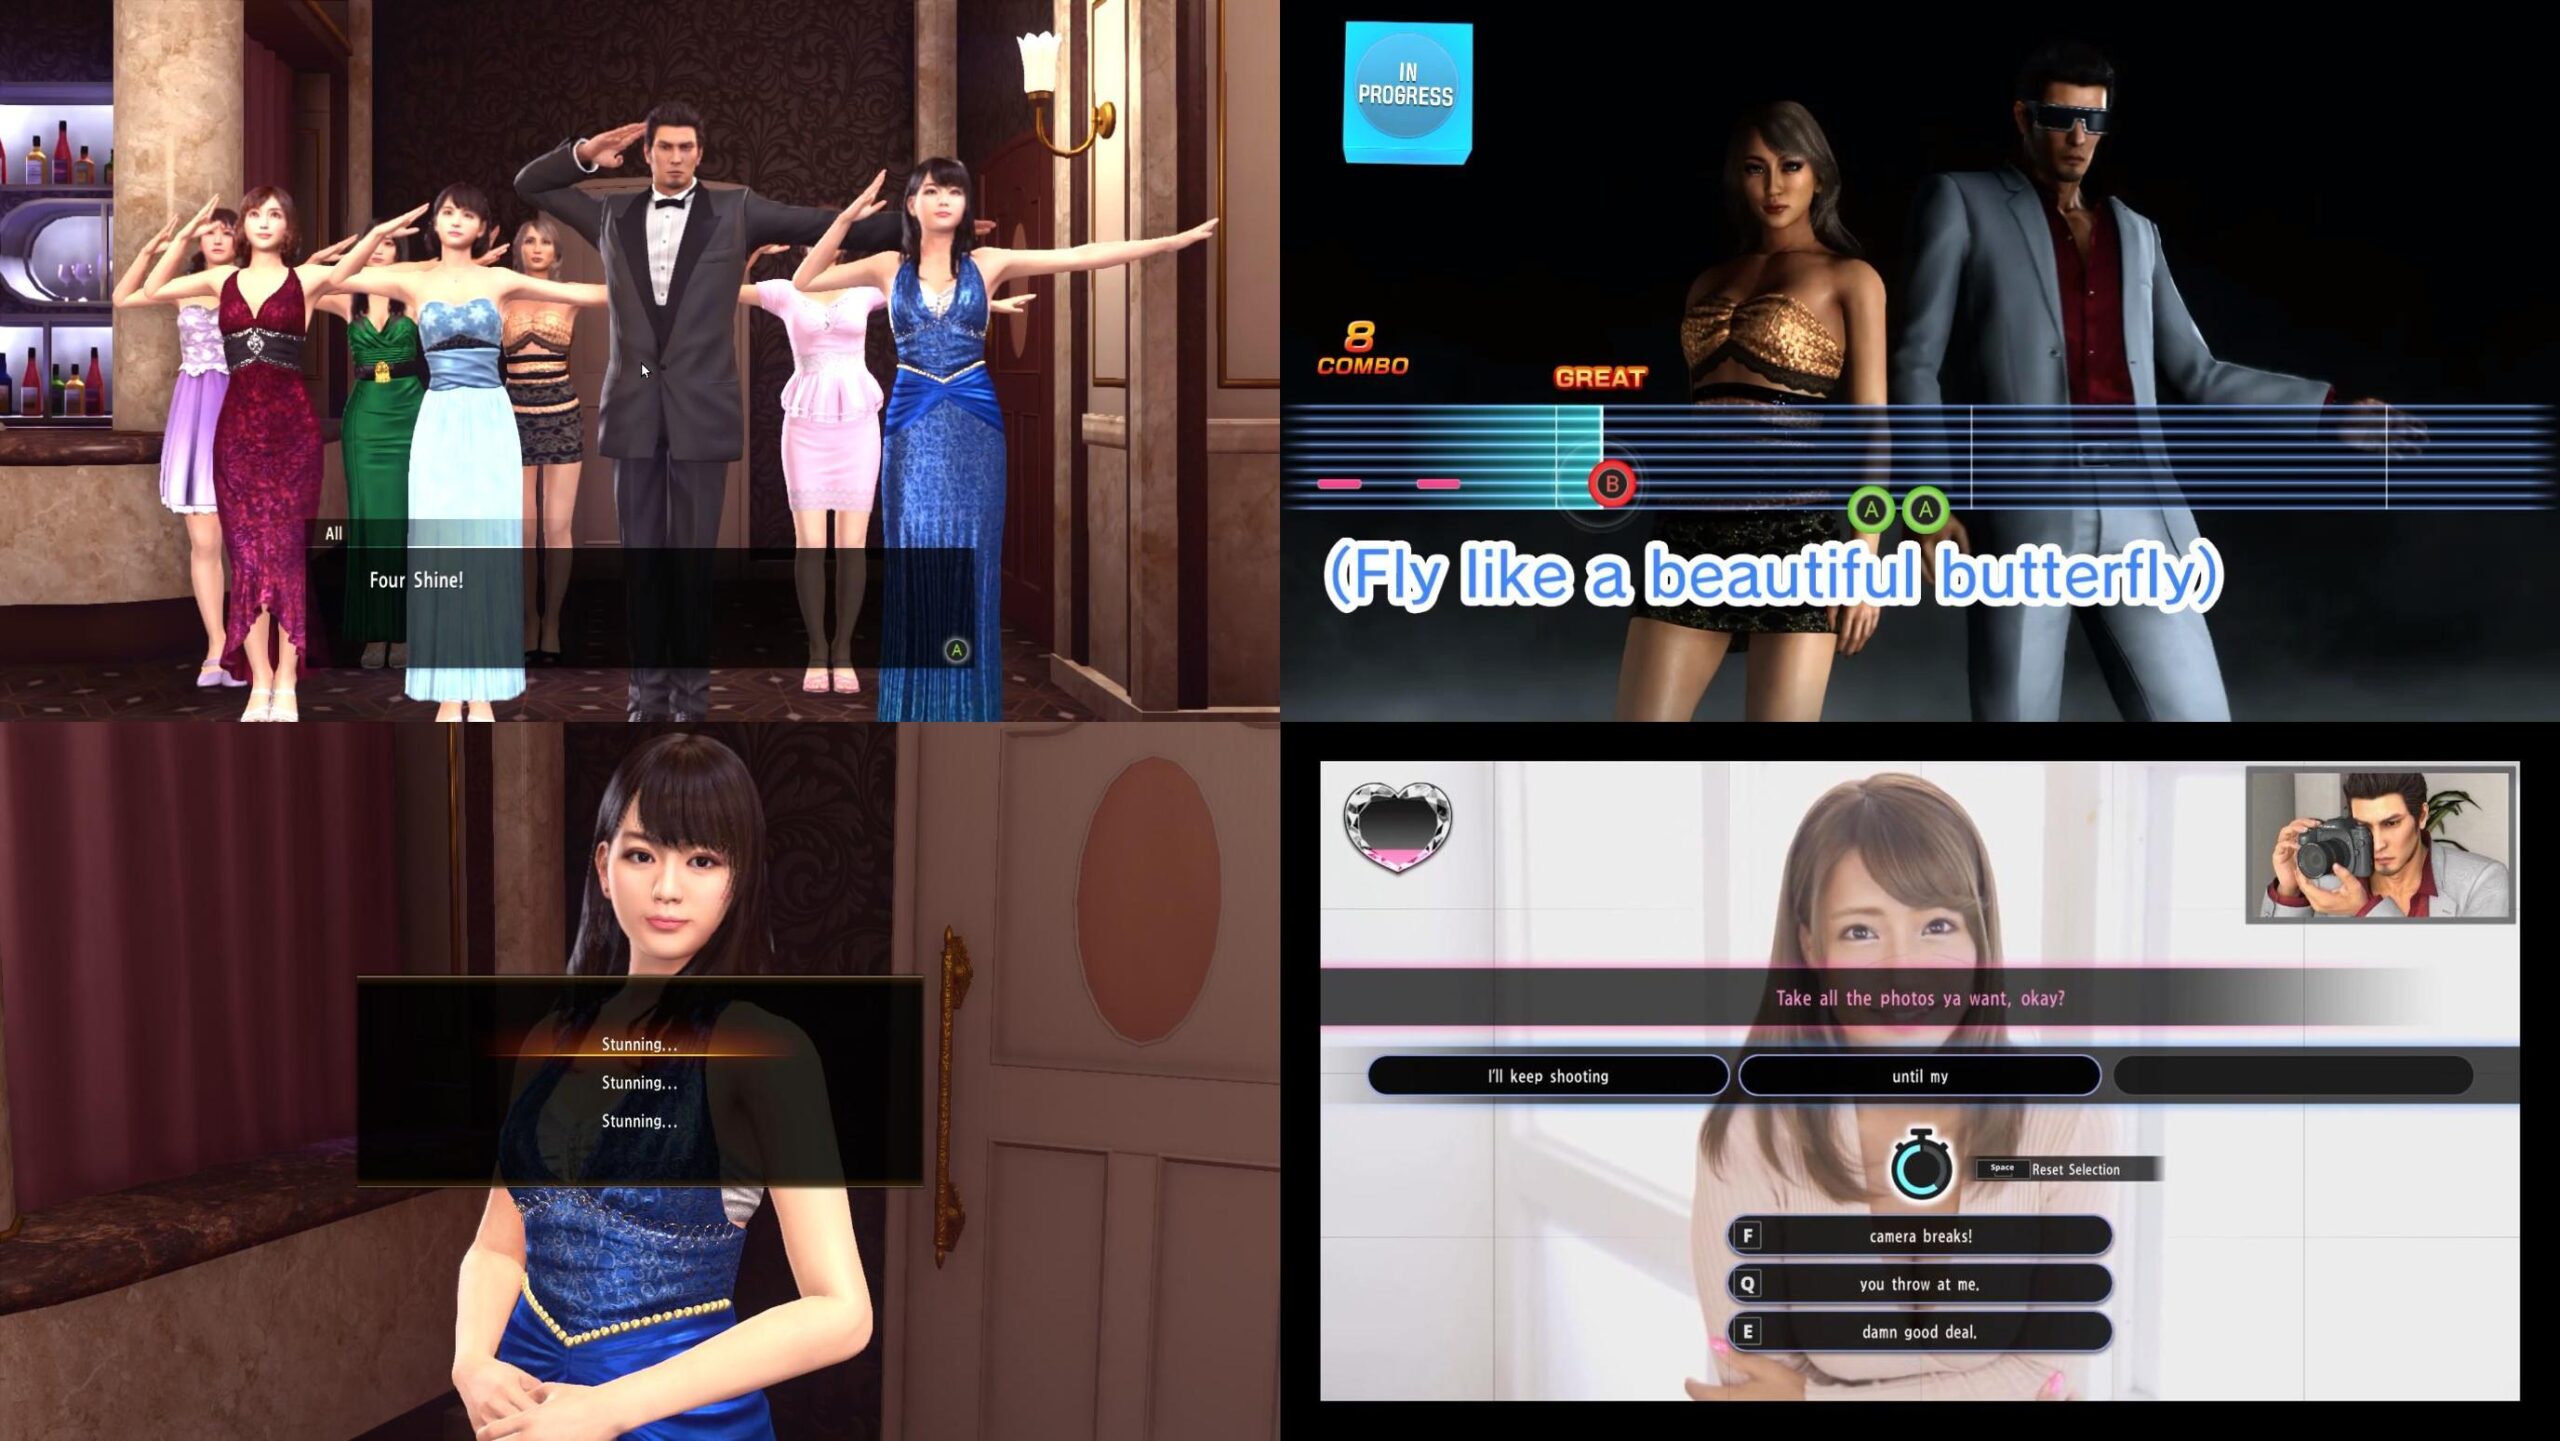 All
Four Shine!
A
IN
PROGRESS
8
COMBO
GREAT
B
A A
(Fly like a beautiful butterfly)
Stunning...
Stunning...
Stunning...
Take all the photos ya want, okay?
I'll keep shooting until my
Space Reset Selection
F camera breaks!
Q you throw at me.
E damn good deal.